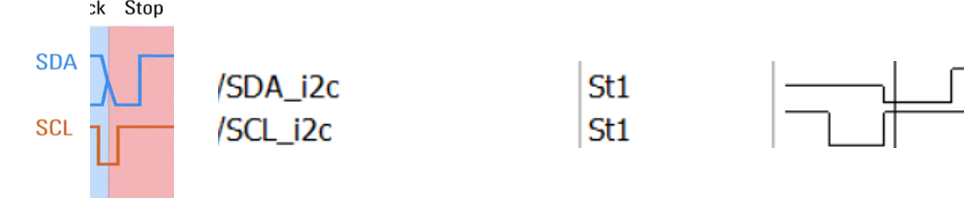 ck Stop
SDA
SCL
/SDA_i2c St1
/SCL_i2c St1